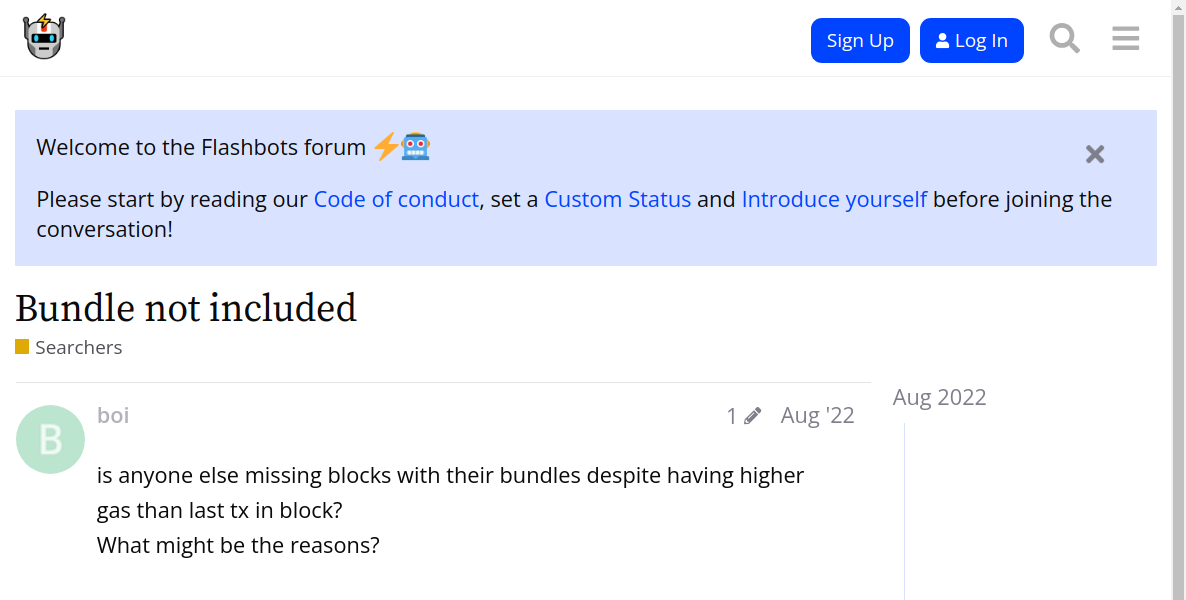 Sign Up
Log In
Welcome to the Flashbots forum
Please start by reading our Code of conduct, set a Custom Status and Introduce yourself before joining the
conversation!
Bundle not included
Searchers
boi
1
Aug '22
Aug 2022
B
is anyone else missing blocks with their bundles despite having higher
gas than last tx in block?
What might be the reasons?